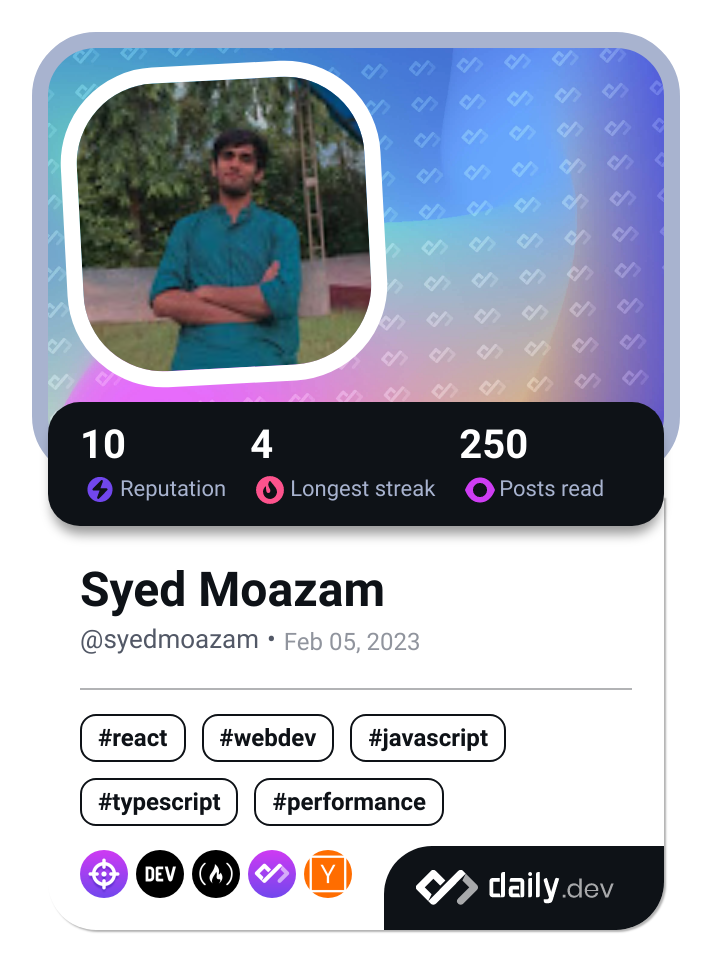 10 4 250
Reputation Longest streak Posts read
Syed Moazam
@syedmoazam • Feb 05, 2023
#react #webdev #javascript
#typescript #performance
DEV Y daily.dev